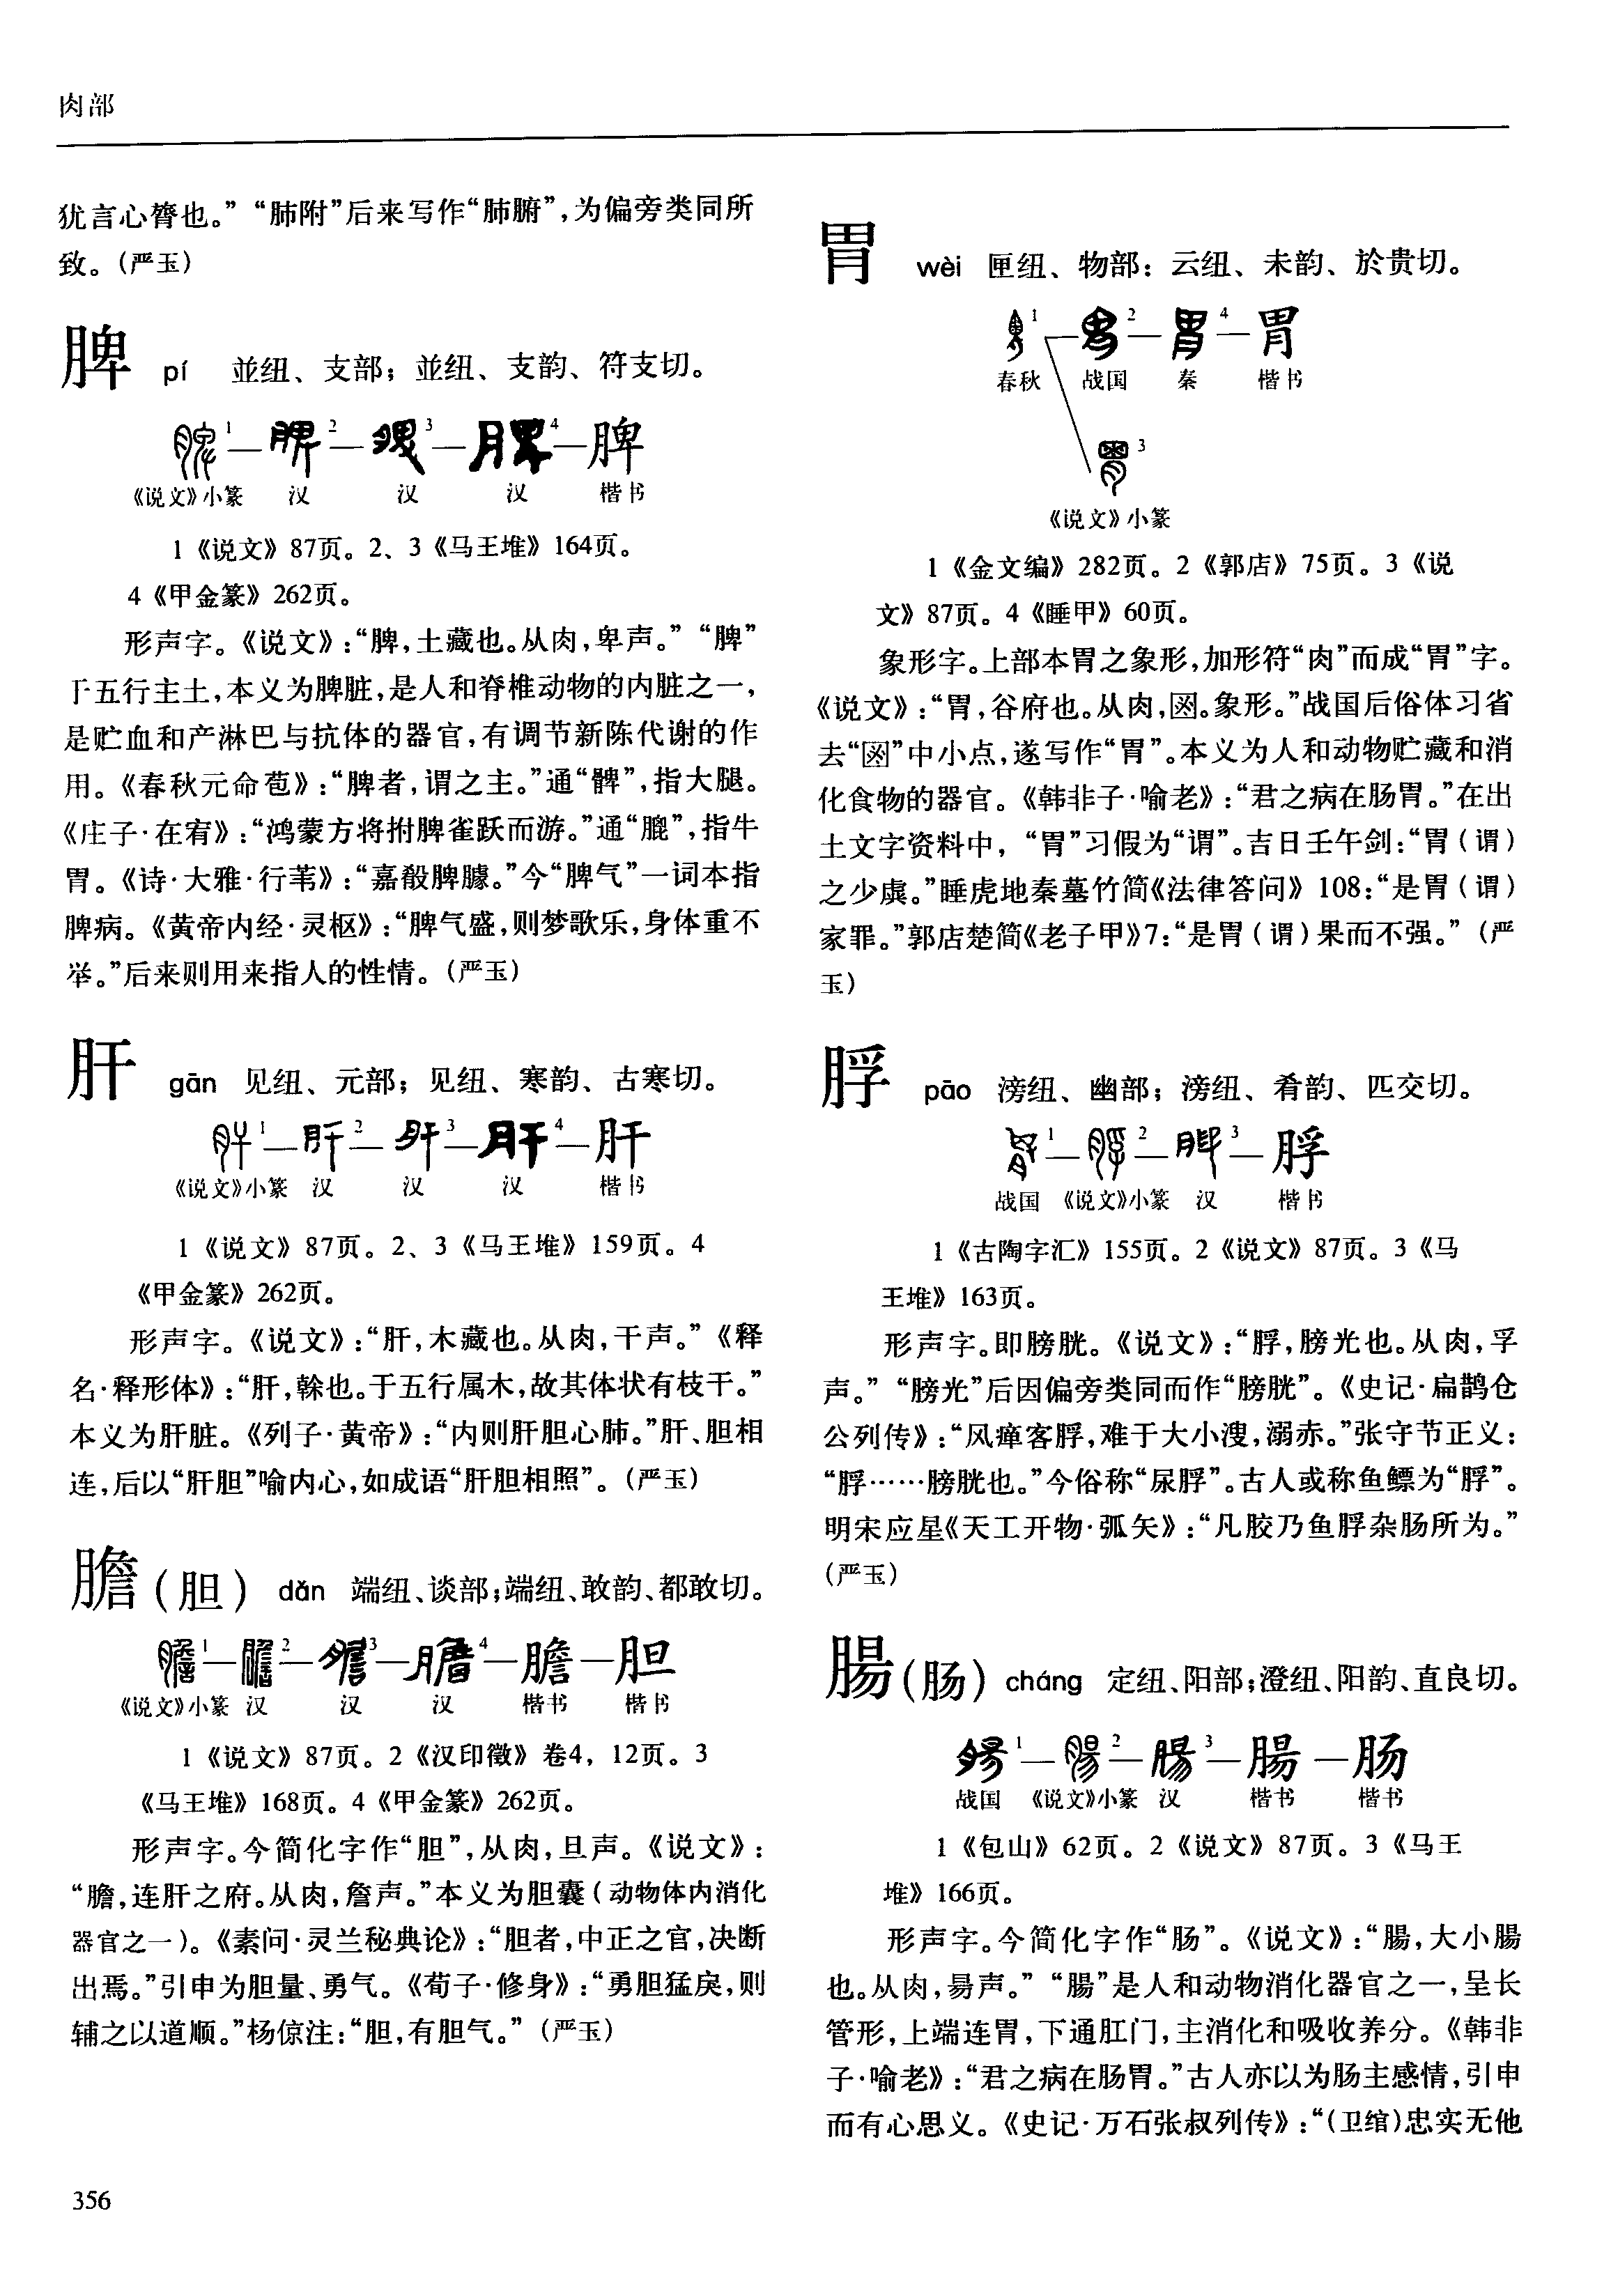 肉部
犹言心膂也。”“肺附”后来写作“肺腑”，为偏旁类同所
致。（严玉）
脾 pí 並纽、支部；並纽、支韵、符支切。
1—2—3—4—脾
《说文》小篆 汉 汉 汉 楷书
1《说文》87页。2、3《马王堆》164页。
4《甲金篆》262页。
形声字。《说文》：“脾，土藏也。从肉，卑声。”“脾”
于五行主土，本义为脾脏，是人和脊椎动物的内脏之一，
是贮血和产淋巴与抗体的器官，有调节新陈代谢的作
用。《春秋元命苞》：“脾者，谓之主。”通“髀”，指大腿。
《庄子·在宥》：“鸿蒙方将拊脾雀跃而游。”通“膍”，指牛
胃。《诗·大雅·行苇》：“嘉殽脾臄。”今“脾气”一词本指
脾病。《黄帝内经·灵枢》：“脾气盛，则梦歌乐，身体重不
举。”后来则用来指人的性情。（严玉）
肝 gān 见纽、元部；见纽、寒韵、古寒切。
1—2—3—4—肝
《说文》小篆 汉 汉 汉 楷书
1《说文》87页。2、3《马王堆》159页。4
《甲金篆》262页。
形声字。《说文》：“肝，木藏也。从肉，干声。”《释
名·释形体》：“肝，榦也。于五行属木，故其体状有枝干。”
本义为肝脏。《列子·黄帝》：“内则肝胆心肺。”肝、胆相
连，后以“肝胆”喻内心，如成语“肝胆相照”。（严玉）
膽（胆） dǎn 端纽、谈部；端纽、敢韵、都敢切。
1—2—3—4—膽—胆
《说文》小篆 汉 汉 汉 楷书 楷书
1《说文》87页。2《汉印徵》卷4，12页。3
《马王堆》168页。4《甲金篆》262页。
形声字。今简化字作“胆”，从肉，旦声。《说文》：
“膽，连肝之府。从肉，詹声。”本义为胆囊（动物体内消化
器官之一）。《素问·灵兰秘典论》：“胆者，中正之官，决断
出焉。”引申为胆量、勇气。《荀子·修身》：“勇胆猛戾，则
辅之以道顺。”杨倞注：“胆，有胆气。”（严玉）
胃 wèi 匣纽、物部：云纽、未韵、於贵切。
1—2—4—胃
春秋 战国 秦 楷书
3
《说文》小篆
1《金文编》282页。2《郭店》75页。3《说
文》87页。4《睡甲》60页。
象形字。上部本胃之象形，加形符“肉”而成“胃”字。
《说文》：“胃，谷府也。从肉，囟。象形。”战国后俗体习省
去“囟”中小点，遂写作“胃”。本义为人和动物贮藏和消
化食物的器官。《韩非子·喻老》：“君之病在肠胃。”在出
土文字资料中，“胃”习假为“谓”。吉日壬午剑：“胃（谓）
之少虡。”睡虎地秦墓竹简《法律答问》108：“是胃（谓）
家罪。”郭店楚简《老子甲》7：“是胃（谓）果而不强。”（严
玉）
脬 pāo 滂纽、幽部；滂纽、肴韵、匹交切。
1—2—3—脬
战国 《说文》小篆 汉 楷书
1《古陶字汇》155页。2《说文》87页。3《马
王堆》163页。
形声字。即膀胱。《说文》：“脬，膀光也。从肉，孚
声。”“膀光”后因偏旁类同而作“膀胱”。《史记·扁鹊仓
公列传》：“风瘅客脬，难于大小溲，溺赤。”张守节正义：
“脬……膀胱也。”今俗称“尿脬”。古人或称鱼鳔为“脬”。
明宋应星《天工开物·弧矢》：“凡胶乃鱼脬杂肠所为。”
（严玉）
腸（肠） cháng 定纽、阳部；澄纽、阳韵、直良切。
1—2—3—腸—肠
战国 《说文》小篆 汉 楷书 楷书
1《包山》62页。2《说文》87页。3《马王
堆》166页。
形声字。今简化字作“肠”。《说文》：“腸，大小腸
也。从肉，昜声。”“腸”是人和动物消化器官之一，呈长
管形，上端连胃，下通肛门，主消化和吸收养分。《韩非
子·喻老》：“君之病在肠胃。”古人亦以为肠主感情，引申
而有心思义。《史记·万石张叔列传》：“（卫绾）忠实无他
356